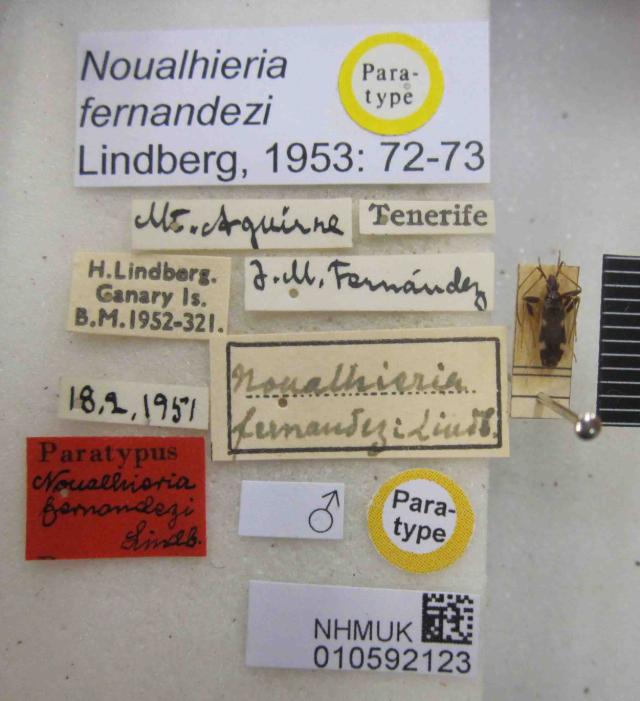 Noualhieria
fernandezi
Lindberg, 1953: 72-73
Para-
type
Mt. Aguirre
Tenerife
H. Lindberg.
Canary Is.
B.M. 1952-321.
J. M. Fernández
18.2.1951
Noualhieria
fernandezi Lindb.
Paratypus
Noualhieria
fernandezi
Lindb.
♂
Para-
type
NHMUK
010592123